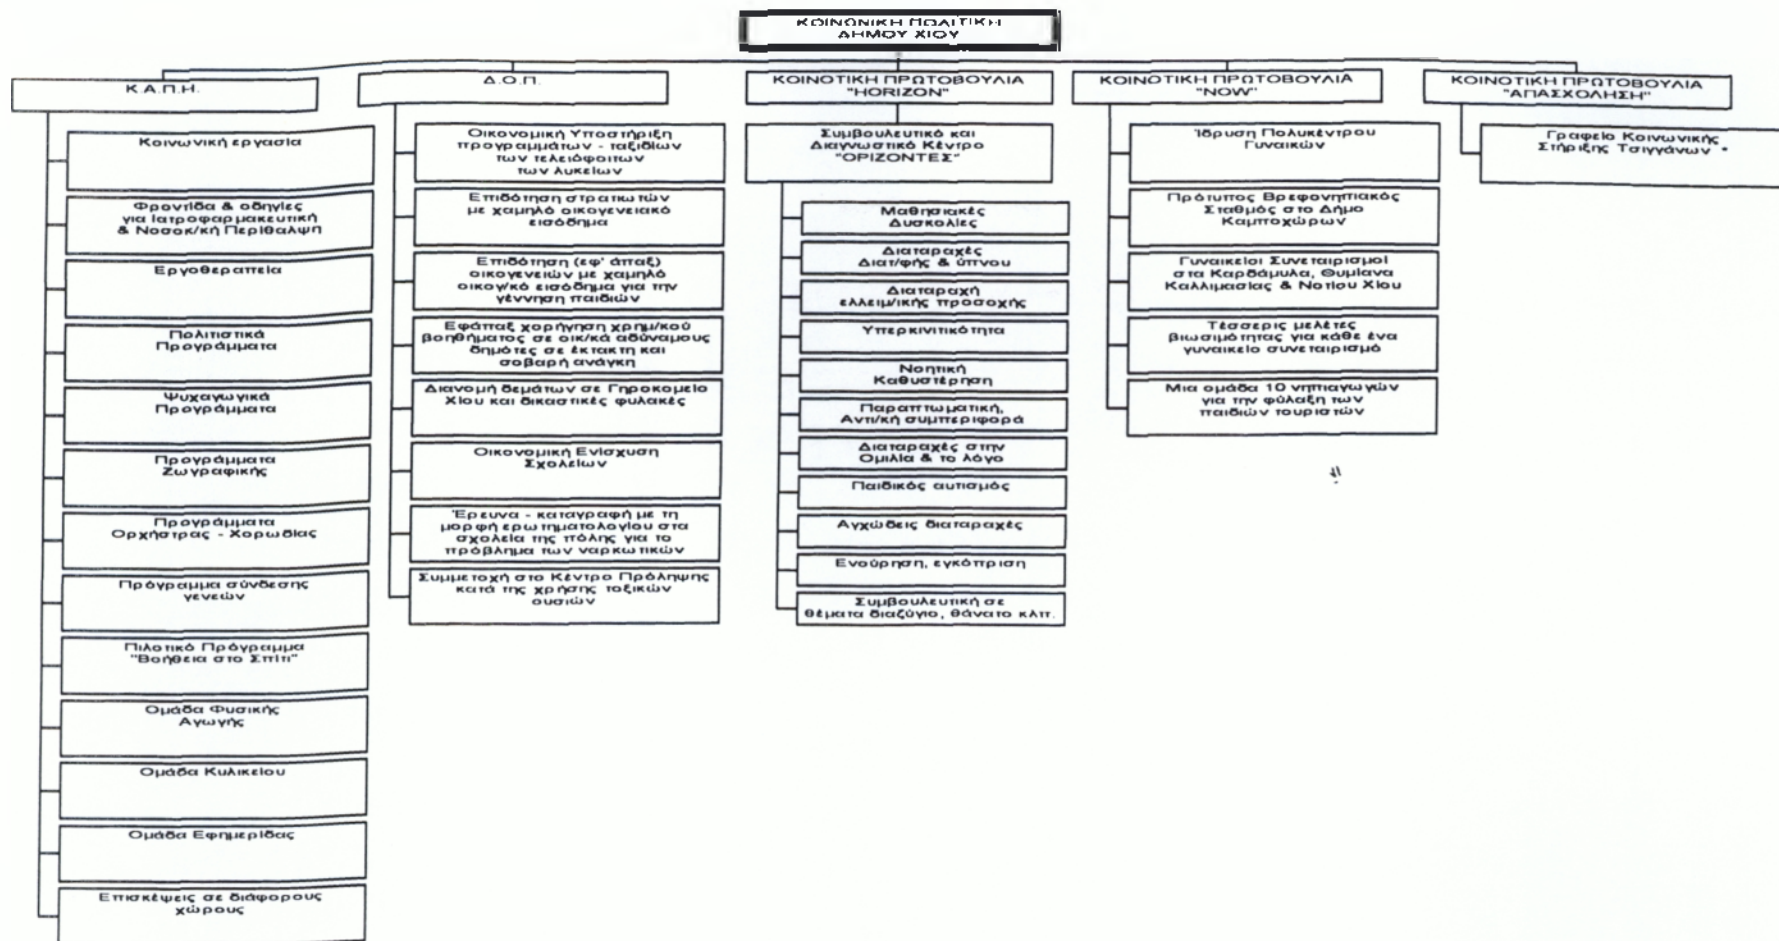 ΚΟΙΝΩΝΙΚΗ ΠΟΛΙΤΙΚΗ
ΔΗΜΟΥ ΧΙΟΥ
Κ.Α.Π.Η.
Κοινωνική εργασία
Φροντίδα & οδηγίες
για Ιατροφαρμακευτική
& Νοσοκ/κή Περίθαλψη
Εργοθεραπεία
Πολιτιστικά
Προγράμματα
Ψυχαγωγικά
Προγράμματα
Προγράμματα
Ζωγραφικής
Προγράμματα
Ορχήστρας - Χορωδίας
Πρόγραμμα σύνδεσης
γενεών
Πιλοτικό Πρόγραμμα
"Βοήθεια στο Σπίτι"
Ομάδα Φυσικής
Αγωγής
Ομάδα Κυλικείου
Ομάδα Εφημερίδας
Επισκέψεις σε διάφορους
χώρους
Δ.Ο.Π.
Οικονομική Υποστήριξη
προγραμμάτων - ταξιδίων
των τελειόφοιτων
των λυκείων
Επιδότηση στρατιωτών
με χαμηλό οικογενειακό
εισόδημα
Επιδότηση (εφ' άπαξ)
οικογενειών με χαμηλό
οικογ/κό εισόδημα για την
γέννηση παιδιών
Εφάπαξ χορήγηση χρημ/κού
βοηθήματος σε οικ/κά αδύναμους
δημότες σε έκτακτη και
σοβαρή ανάγκη
Διανομή δεμάτων σε Γηροκομείο
Χίου και δικαστικές φυλακές
Οικονομική Ενίσχυση
Σχολείων
Έρευνα - καταγραφή με τη
μορφή ερωτηματολογίου στα
σχολεία της πόλης για το
πρόβλημα των ναρκωτικών
Συμμετοχή στο Κέντρο Πρόληψης
κατά της χρήσης τοξικών
ουσιών
ΚΟΙΝΟΤΙΚΗ ΠΡΩΤΟΒΟΥΛΙΑ
"HORIZON"
Συμβουλευτικό και
Διαγνωστικό Κέντρο
"ΟΡΙΖΟΝΤΕΣ"
Μαθησιακές
Δυσκολίες
Διαταραχές
Διατ/φής & ύπνου
Διαταραχή
ελλειμ/ικής προσοχής
Υπερκινιτικότητα
Νοητική
Καθυστέρηση
Παραπτωματική,
Αντι/κή συμπεριφορά
Διαταραχές στην
Ομιλία & το λόγο
Παιδικός αυτισμός
Αγχώδεις διαταραχές
Ενούρηση, εγκόπριση
Συμβουλευτική σε
θέματα διαζύγιο, θάνατο κλπ.
ΚΟΙΝΟΤΙΚΗ ΠΡΩΤΟΒΟΥΛΙΑ
"NOW"
Ίδρυση Πολυκέντρου
Γυναικών
Πρότυπος Βρεφονηπιακός
Σταθμός στο Δήμο
Καμποχώρων
Γυναικείοι Συνεταιρισμοί
στα Καρδάμυλα, Θυμίανα
Καλλιμασίας & Νοτίου Χίου
Τέσσερις μελέτες
βιωσιμότητας για κάθε ένα
γυναικείο συνεταιρισμό
Μια ομάδα 10 νηπιαγωγών
για την φύλαξη των
παιδιών τουριστών
ΚΟΙΝΟΤΙΚΗ ΠΡΩΤΟΒΟΥΛΙΑ
"ΑΠΑΣΧΟΛΗΣΗ"
Γραφείο Κοινωνικής
Στήριξης Τσιγγάνων